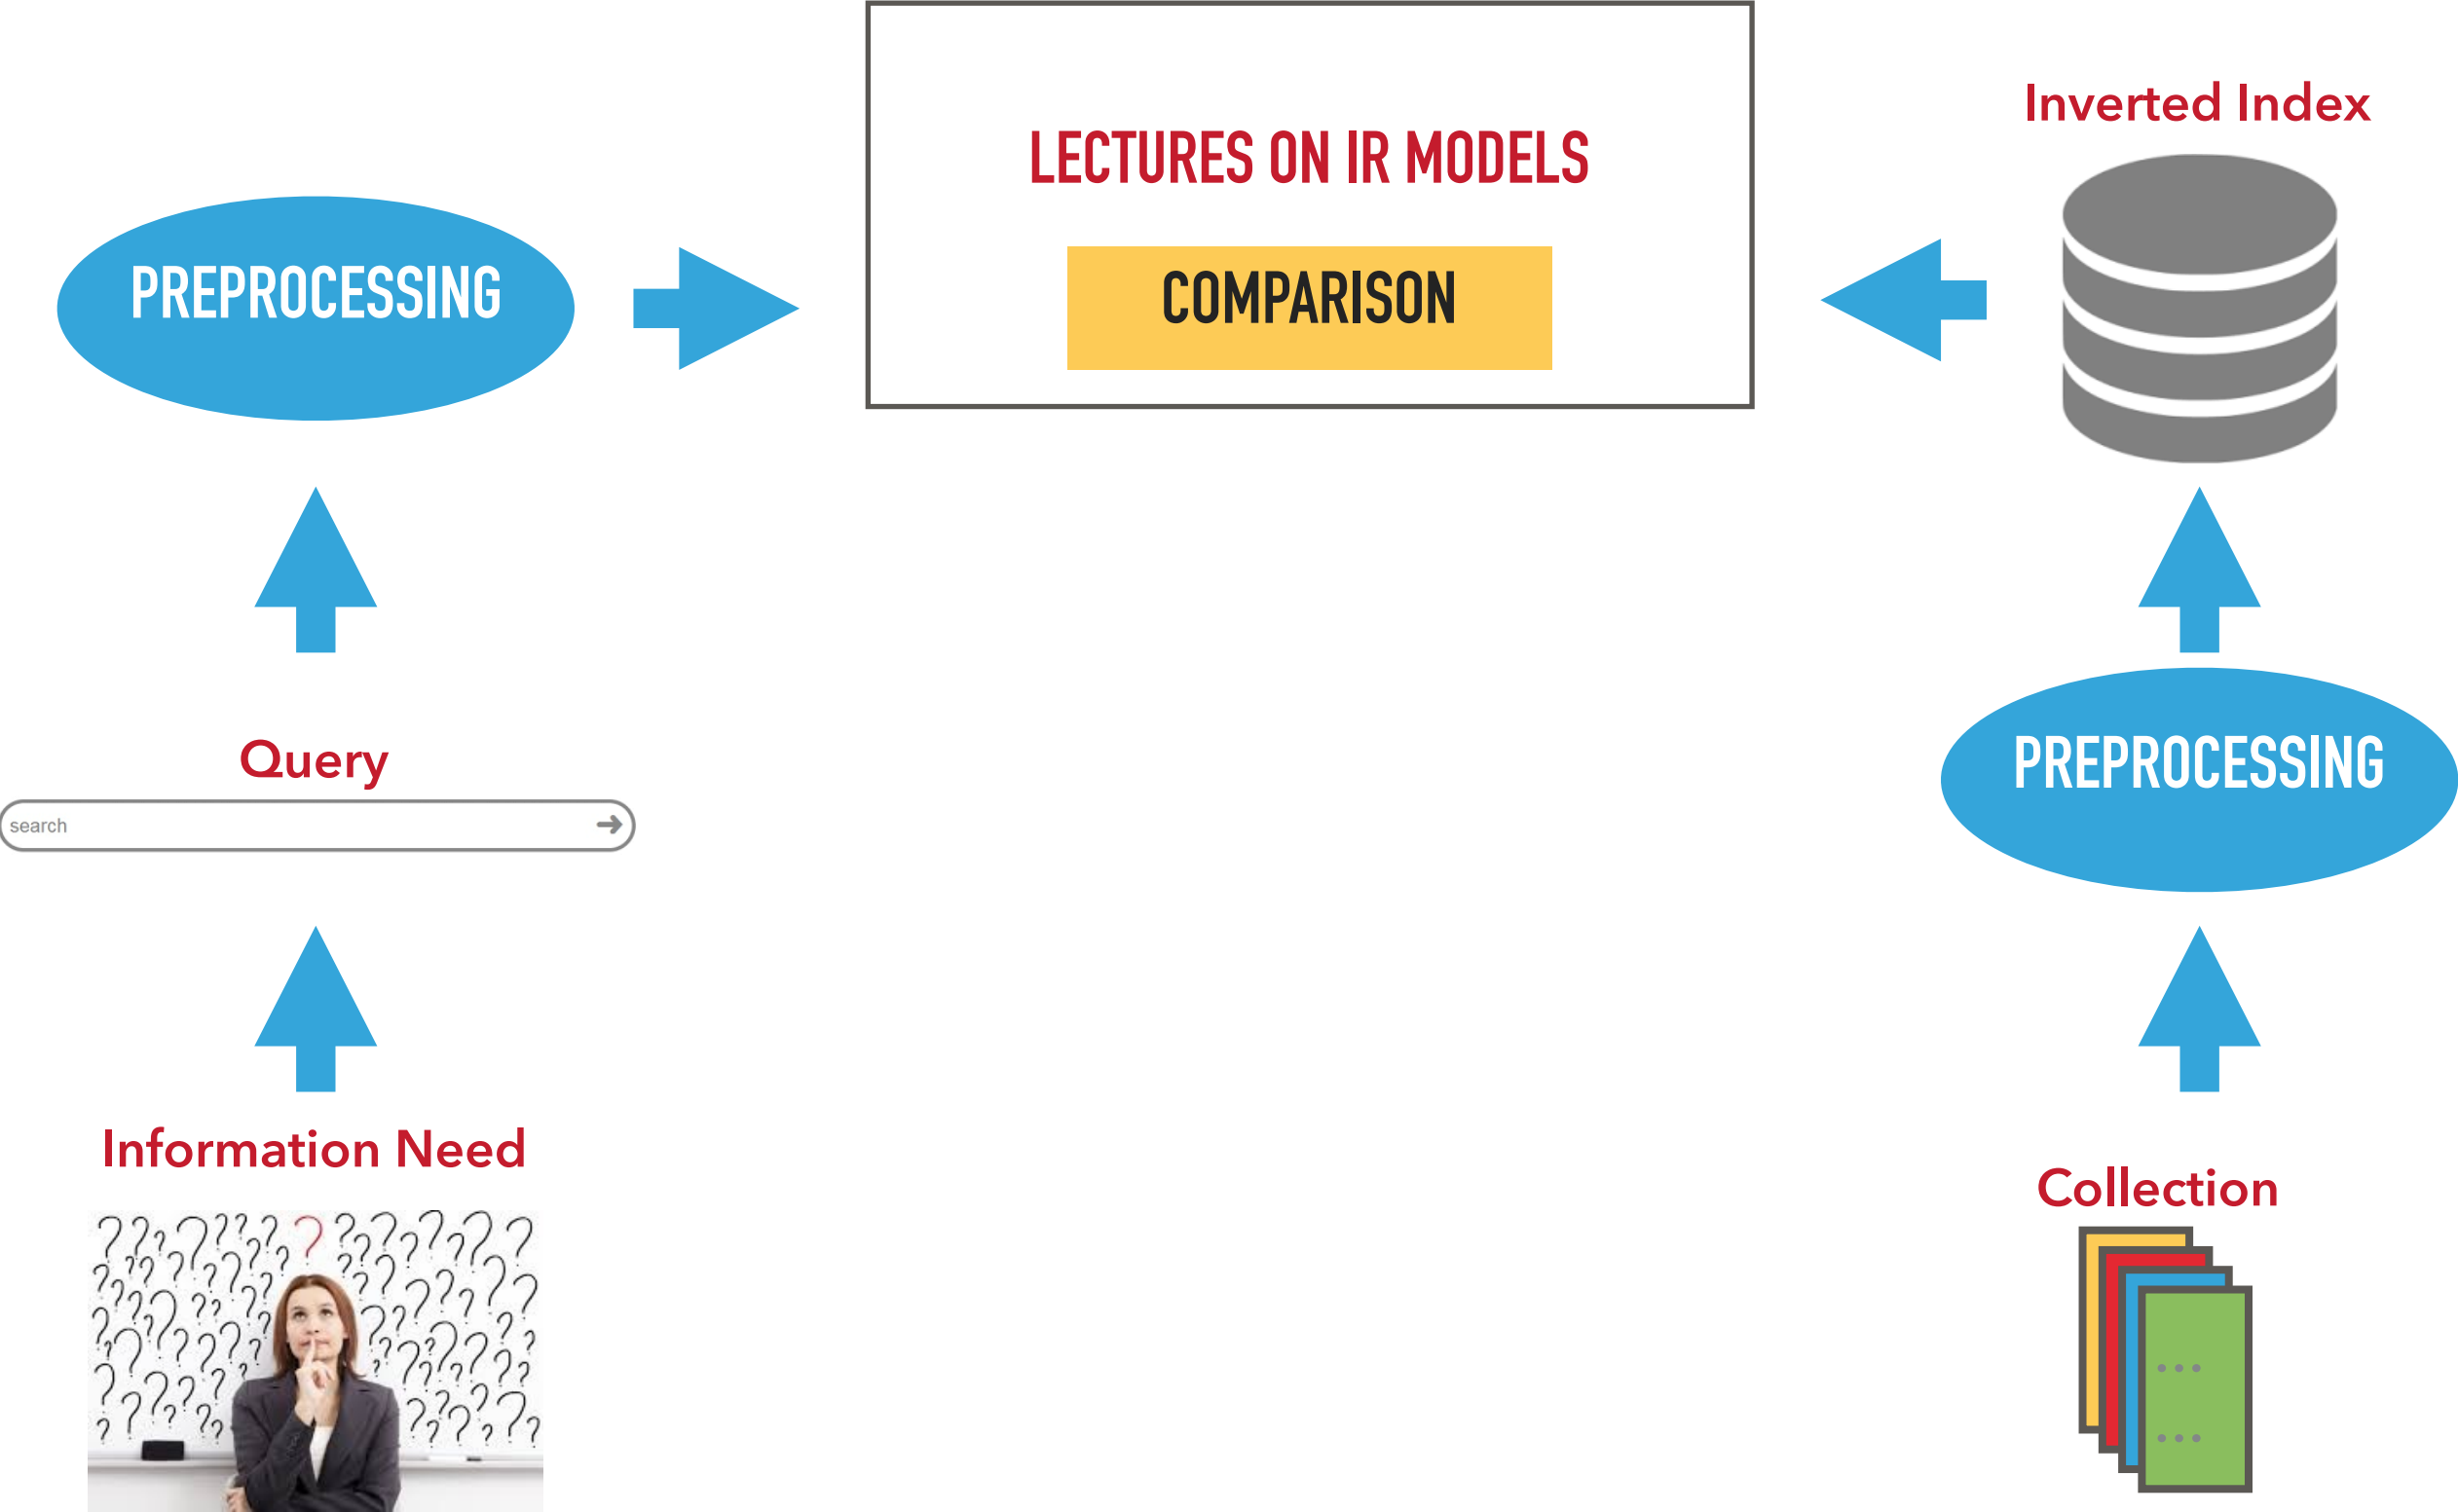 Inverted Index
LECTURES ON IR MODELS
PREPROCESSING
COMPARISON
Query
search
PREPROCESSING
Information Need
Collection